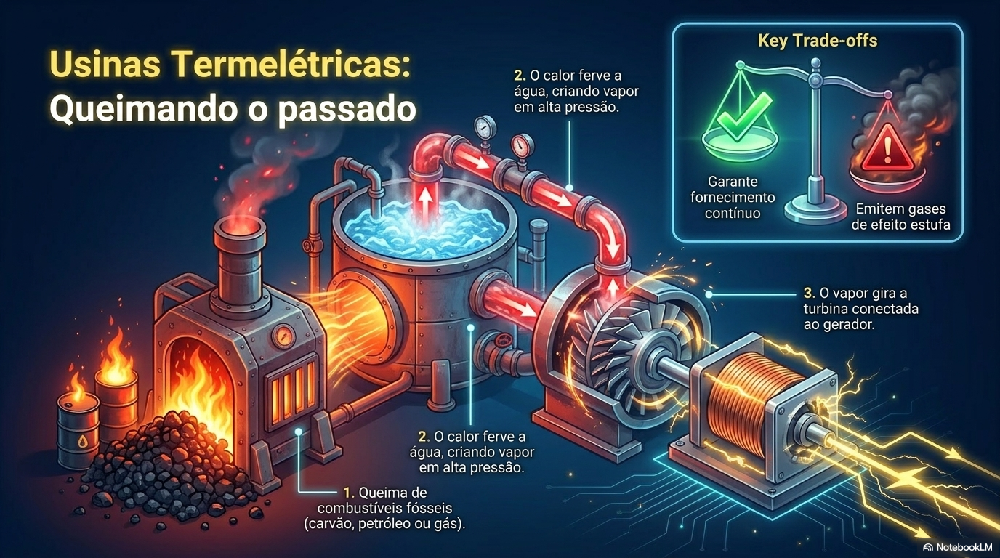 Usinas Termelétricas:
Queimando o passado
2. O calor ferve a
água, criando vapor
em alta pressão.
Key Trade-offs
Garante
fornecimento
contínuo
Emitem gases
de efeito estufa
3. O vapor gira a
turbina conectada
ao gerador.
2. O calor ferve a
água, criando vapor
em alta pressão.
1. Queima de
combustíveis fósseis
(carvão, petróleo ou gás).
NotebookLM